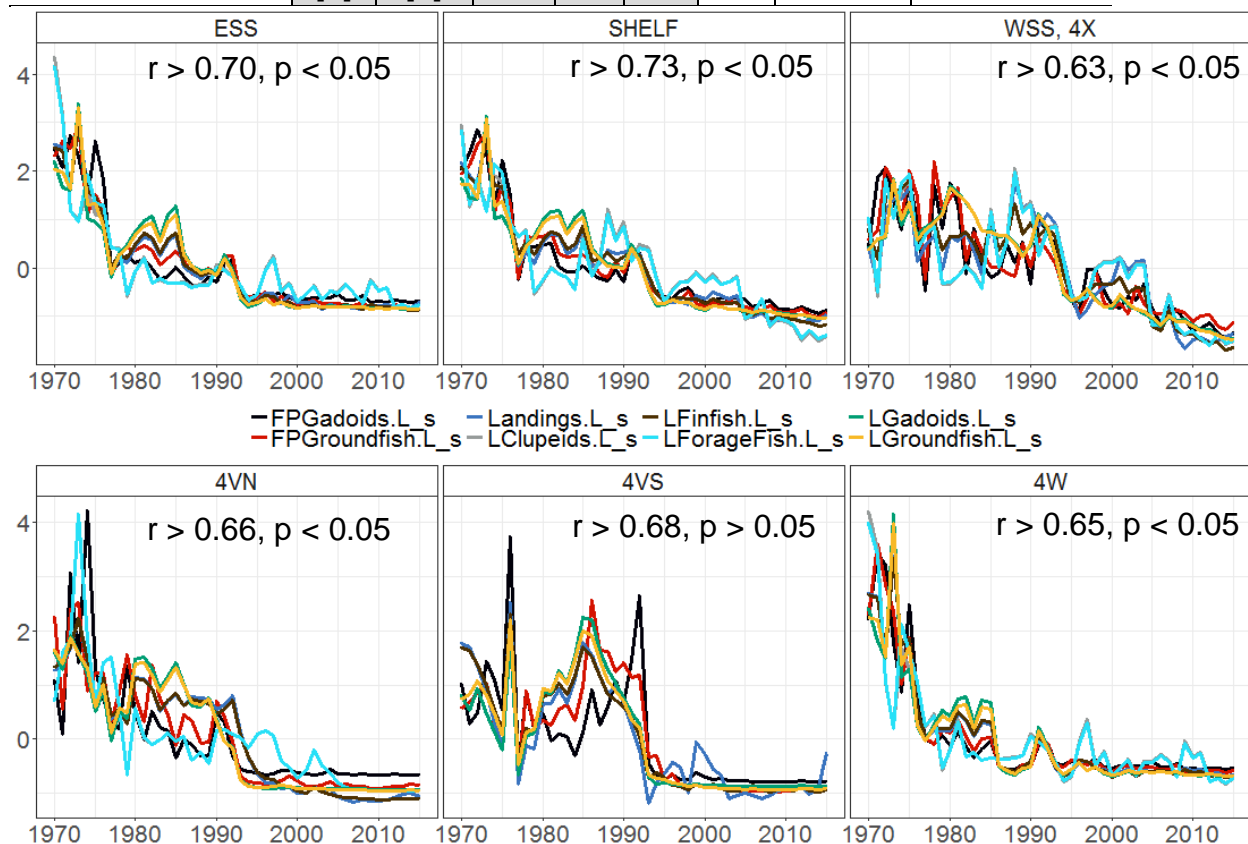 ESS SHELF WSS, 4X
r > 0.70, p < 0.05 r > 0.73, p < 0.05 r > 0.63, p < 0.05
4
2
0
1970 1980 1990 2000 2010 1970 1980 1990 2000 2010 1970 1980 1990 2000 2010
FPGadoids.L_s Landings.L_s LFinfish.L_s LGadoids.L_s
FPGroundfish.L_s LClupeids.L_s LForageFish.L_s LGroundfish.L_s
4VN 4VS 4W
r > 0.66, p < 0.05 r > 0.68, p > 0.05 r > 0.65, p < 0.05
4
2
0
1970 1980 1990 2000 2010 1970 1980 1990 2000 2010 1970 1980 1990 2000 2010